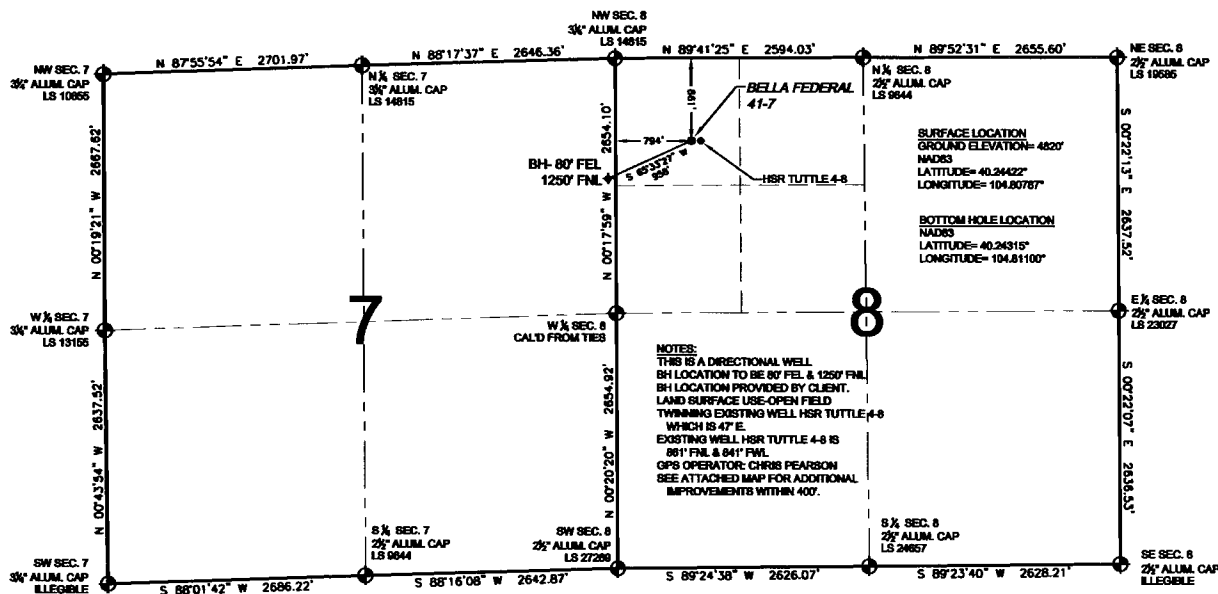 NW SEC. 8
3¼" ALUM. CAP
LS 14815
N 87°55'54" E 2701.97'
N 88°17'37" E 2646.36'
N 89°41'25" E 2594.03'
N 89°52'31" E 2655.60'
NW SEC. 7
3¼" ALUM. CAP
LS 10855
N ¼ SEC. 7
3¼" ALUM. CAP
LS 14815
N ¼ SEC. 8
2½" ALUM. CAP
LS 9644
NE SEC. 8
2½" ALUM. CAP
LS 19585
BELLA FEDERAL
41-7
794'
BH- 80' FEL
1250' FNL
S 65°33'27" W
958'
HSR TUTTLE 4-8
SURFACE LOCATION
GROUND ELEVATION= 4820'
NAD83
LATITUDE= 40.24422°
LONGITUDE= 104.80787°
BOTTOM HOLE LOCATION
NAD83
LATITUDE= 40.24315°
LONGITUDE= 104.81100°
N 00°19'21" W 2667.62'
N 00°17'59" W 2654.10'
S 00°22'13" E 2637.52'
7
8
W ¼ SEC. 7
3¼" ALUM. CAP
LS 13155
W ¼ SEC. 8
CAL'D FROM TIES
E ¼ SEC. 8
2½" ALUM. CAP
LS 23027
NOTES:
THIS IS A DIRECTIONAL WELL
BH LOCATION TO BE 80' FEL & 1250' FNL
BH LOCATION PROVIDED BY CLIENT.
LAND SURFACE USE-OPEN FIELD
TWINNING EXISTING WELL HSR TUTTLE 4-8
WHICH IS 47' E.
EXISTING WELL HSR TUTTLE 4-8 IS
861' FNL & 841' FWL
GPS OPERATOR: CHRIS PEARSON
SEE ATTACHED MAP FOR ADDITIONAL
IMPROVEMENTS WITHIN 400'.
N 00°43'54" W 2637.52'
N 00°20'20" W 2654.92'
S 00°22'07" E 2636.53'
SW SEC. 7
3¼" ALUM. CAP
ILLEGIBLE
S ¼ SEC. 7
2½" ALUM. CAP
LS 9644
SW SEC. 8
2½" ALUM. CAP
LS 27269
S ¼ SEC. 8
2½" ALUM. CAP
LS 24657
SE SEC. 8
2½" ALUM. CAP
ILLEGIBLE
S 88°01'42" W 2686.22'
S 88°16'08" W 2642.87'
S 89°24'38" W 2626.07'
S 89°23'40" W 2628.21'